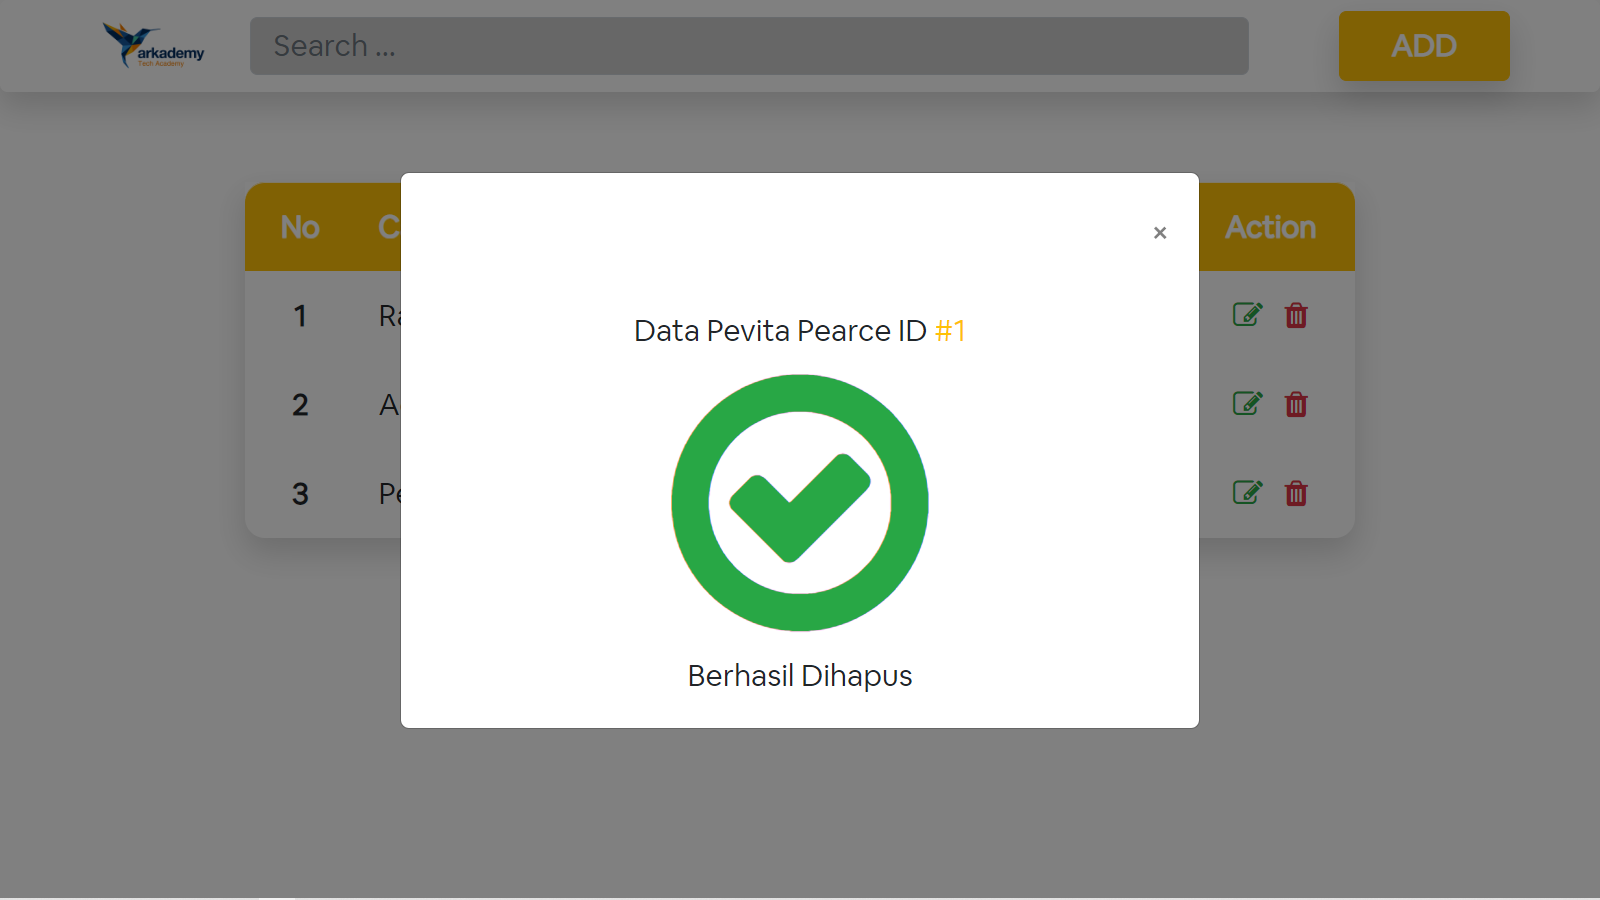 arkademy
Tech Academy
Search ...
ADD
No
Action
1
2
3
×
Data Pevita Pearce ID #1
Berhasil Dihapus